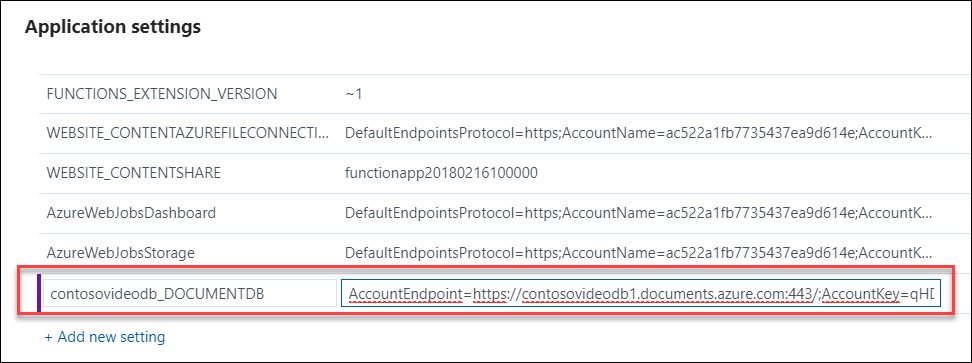 Application settings
FUNCTIONS_EXTENSION_VERSION ~1
WEBSITE_CONTENTAZUREFILECONNECTI... DefaultEndpointsProtocol=https;AccountName=ac522a1fb7735437ea9d614e;AccountK...
WEBSITE_CONTENTSHARE functionapp20180216100000
AzureWebJobsDashboard DefaultEndpointsProtocol=https;AccountName=ac522a1fb7735437ea9d614e;AccountK...
AzureWebJobsStorage DefaultEndpointsProtocol=https;AccountName=ac522a1fb7735437ea9d614e;AccountK...
contosovideodb_DOCUMENTDB AccountEndpoint=https://contosovideodb1.documents.azure.com:443/;AccountKey=qHD
+ Add new setting